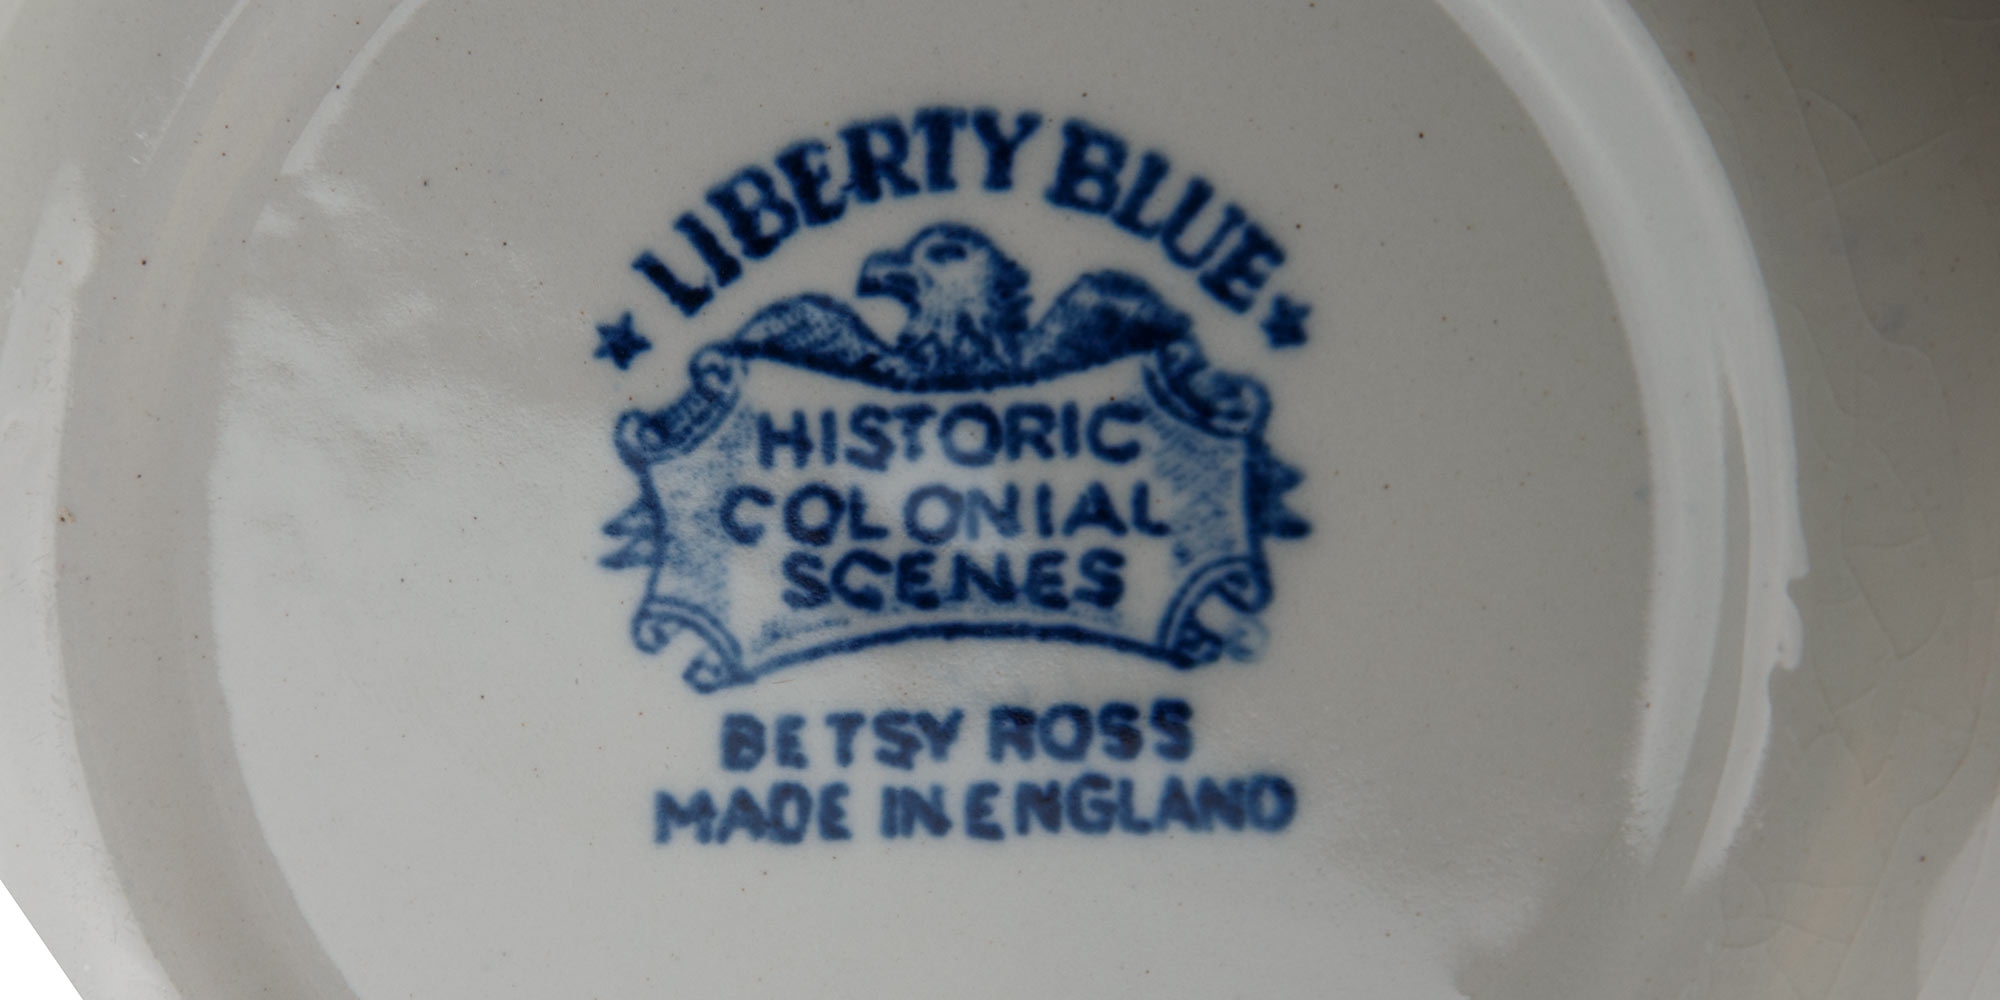 LIBERTY BLUE
HISTORIC
COLONIAL
SCENES
BETSY ROSS
MADE IN ENGLAND